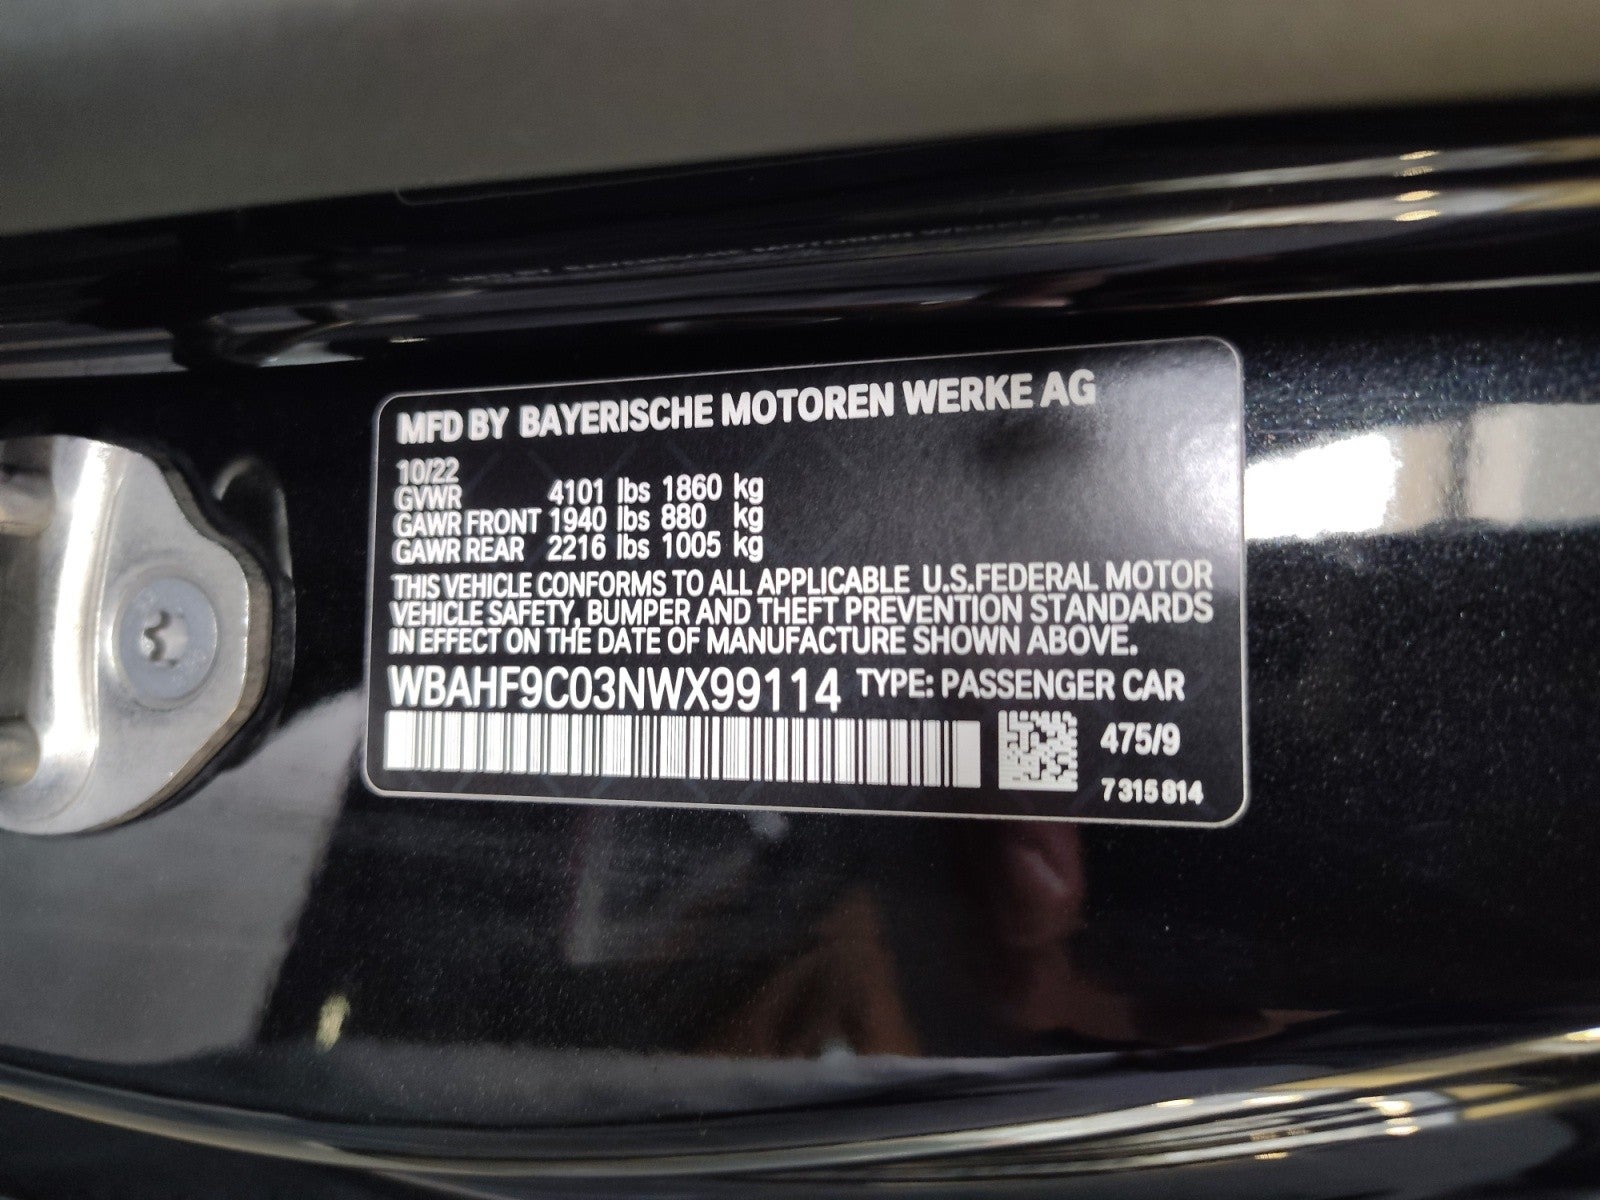 MFD BY BAYERISCHE MOTOREN WERKE AG
10/22
GVWR 4101 lbs 1860 kg
GAWR FRONT 1940 lbs 880 kg
GAWR REAR 2216 lbs 1005 kg
THIS VEHICLE CONFORMS TO ALL APPLICABLE U.S.FEDERAL MOTOR
VEHICLE SAFETY, BUMPER AND THEFT PREVENTION STANDARDS
IN EFFECT ON THE DATE OF MANUFACTURE SHOWN ABOVE.
WBAHF9C03NWX99114 TYPE: PASSENGER CAR
475/9
7 315 814